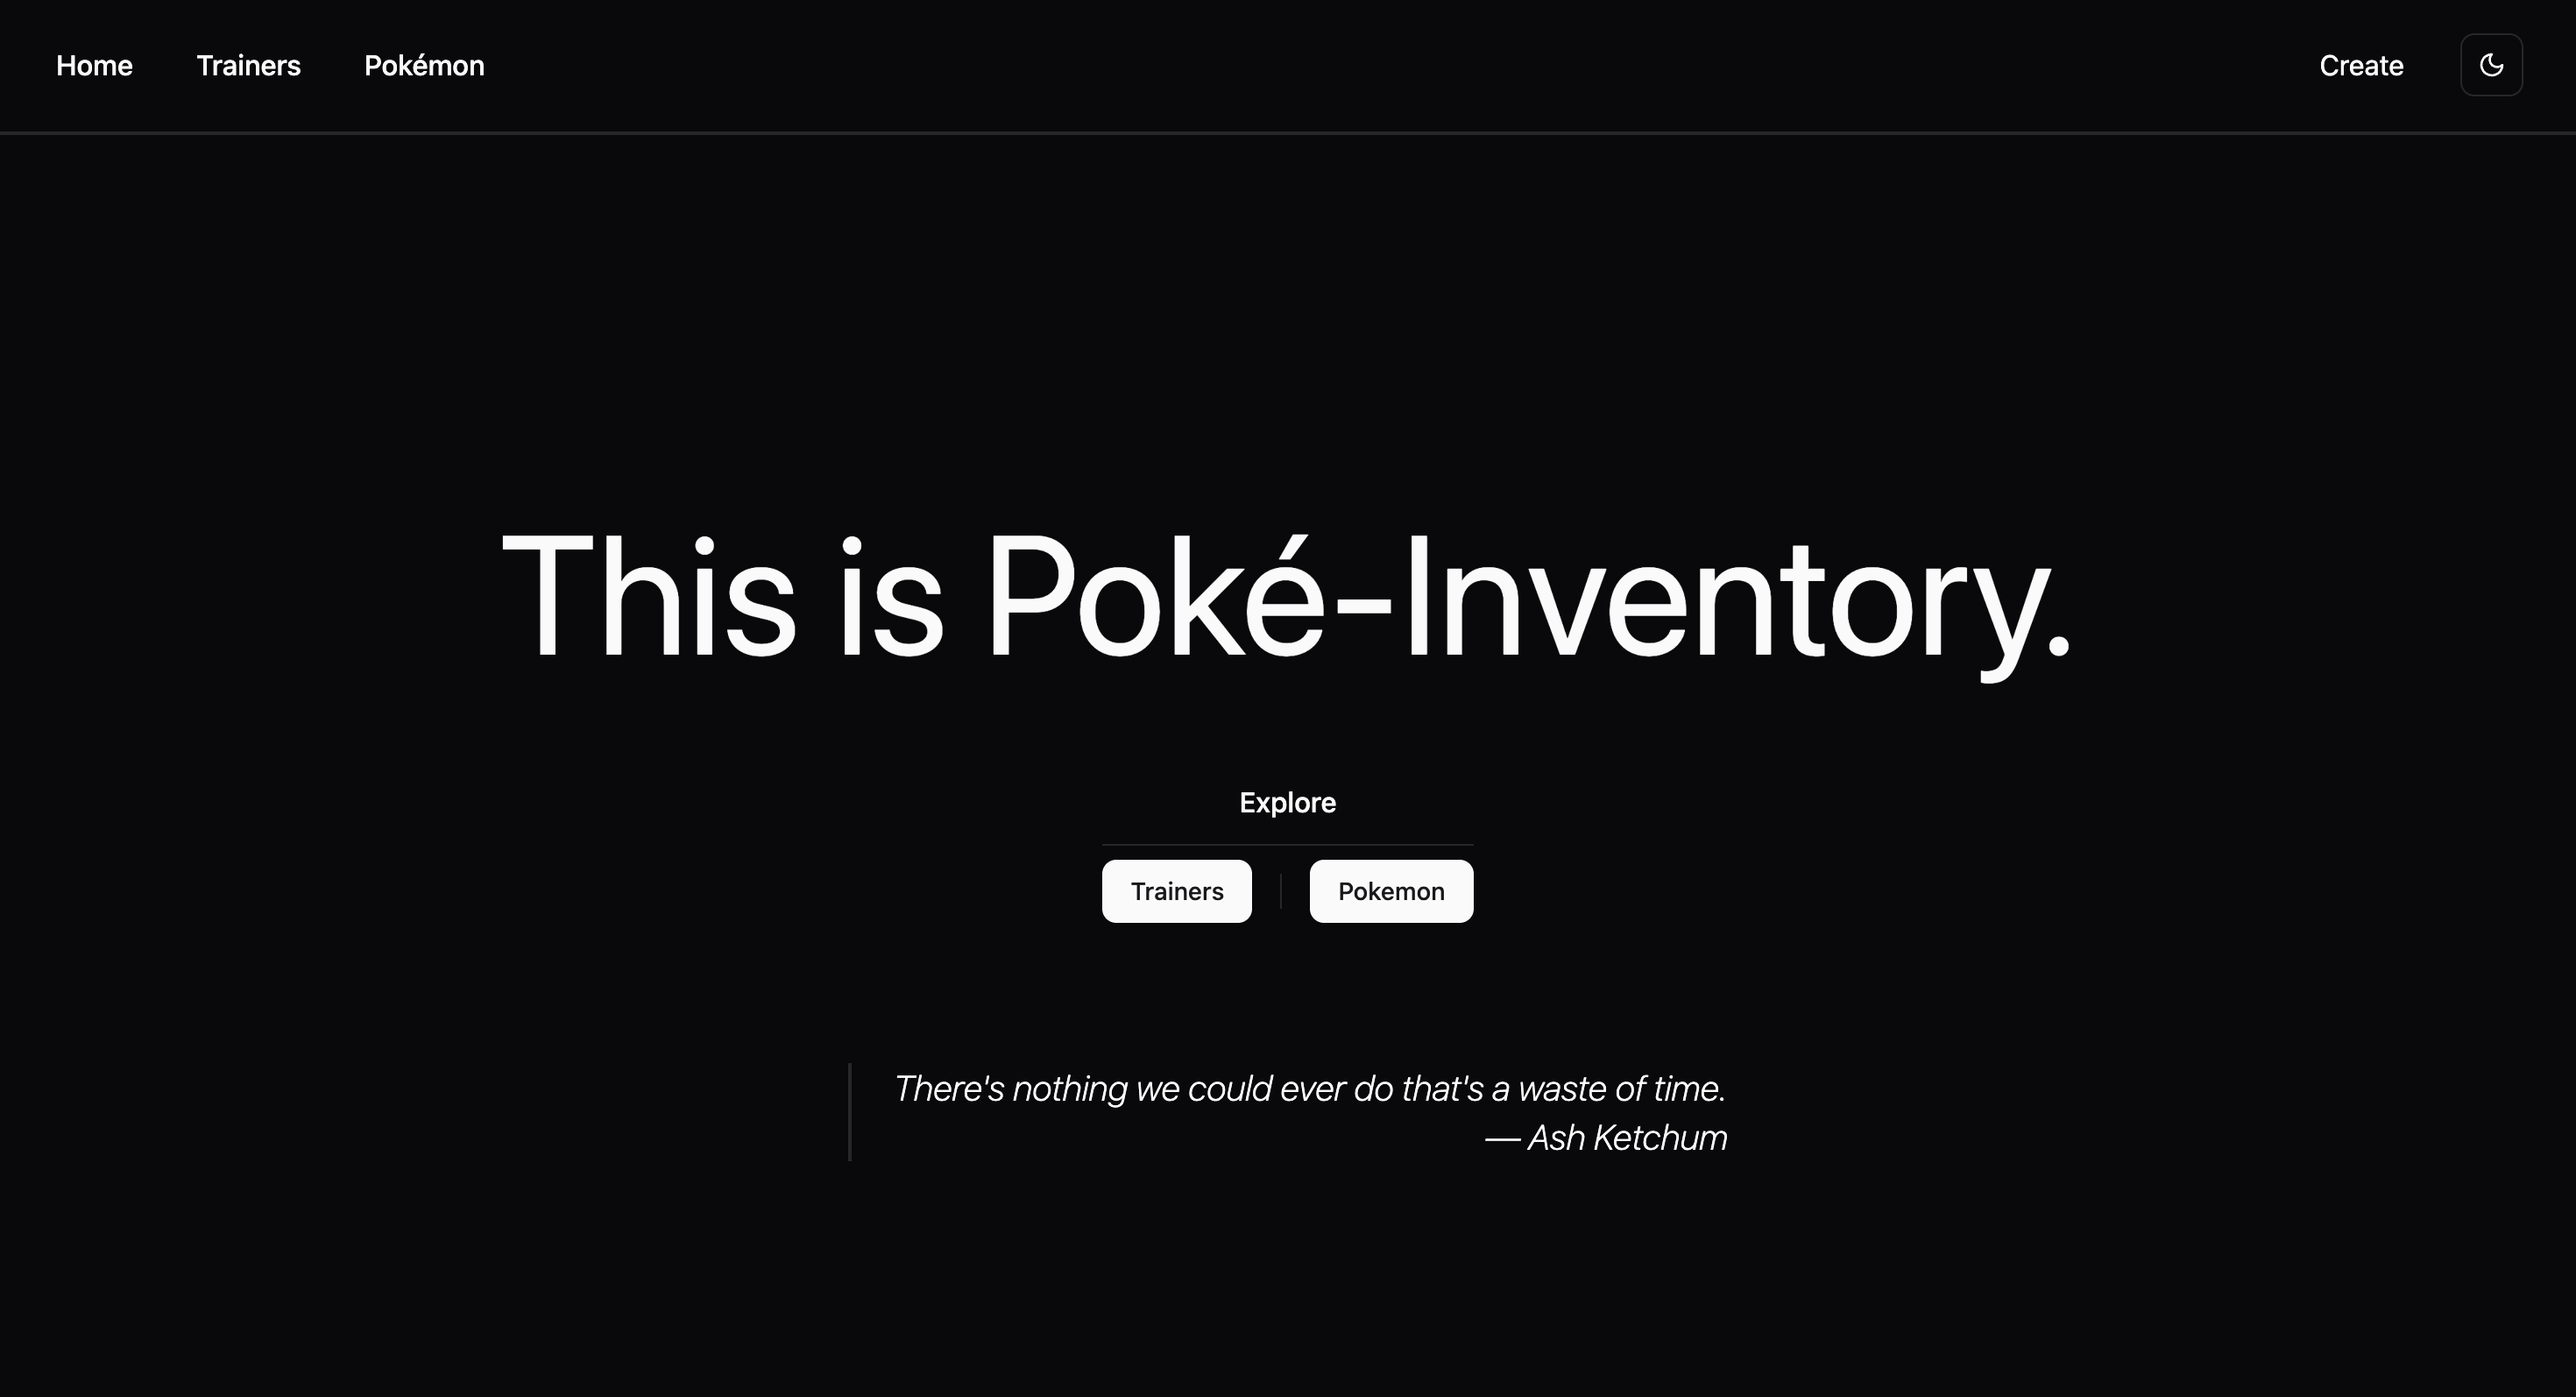 Home Trainers Pokémon Create
This is Poké-Inventory.
Explore
Trainers Pokemon
There's nothing we could ever do that's a waste of time.
— Ash Ketchum